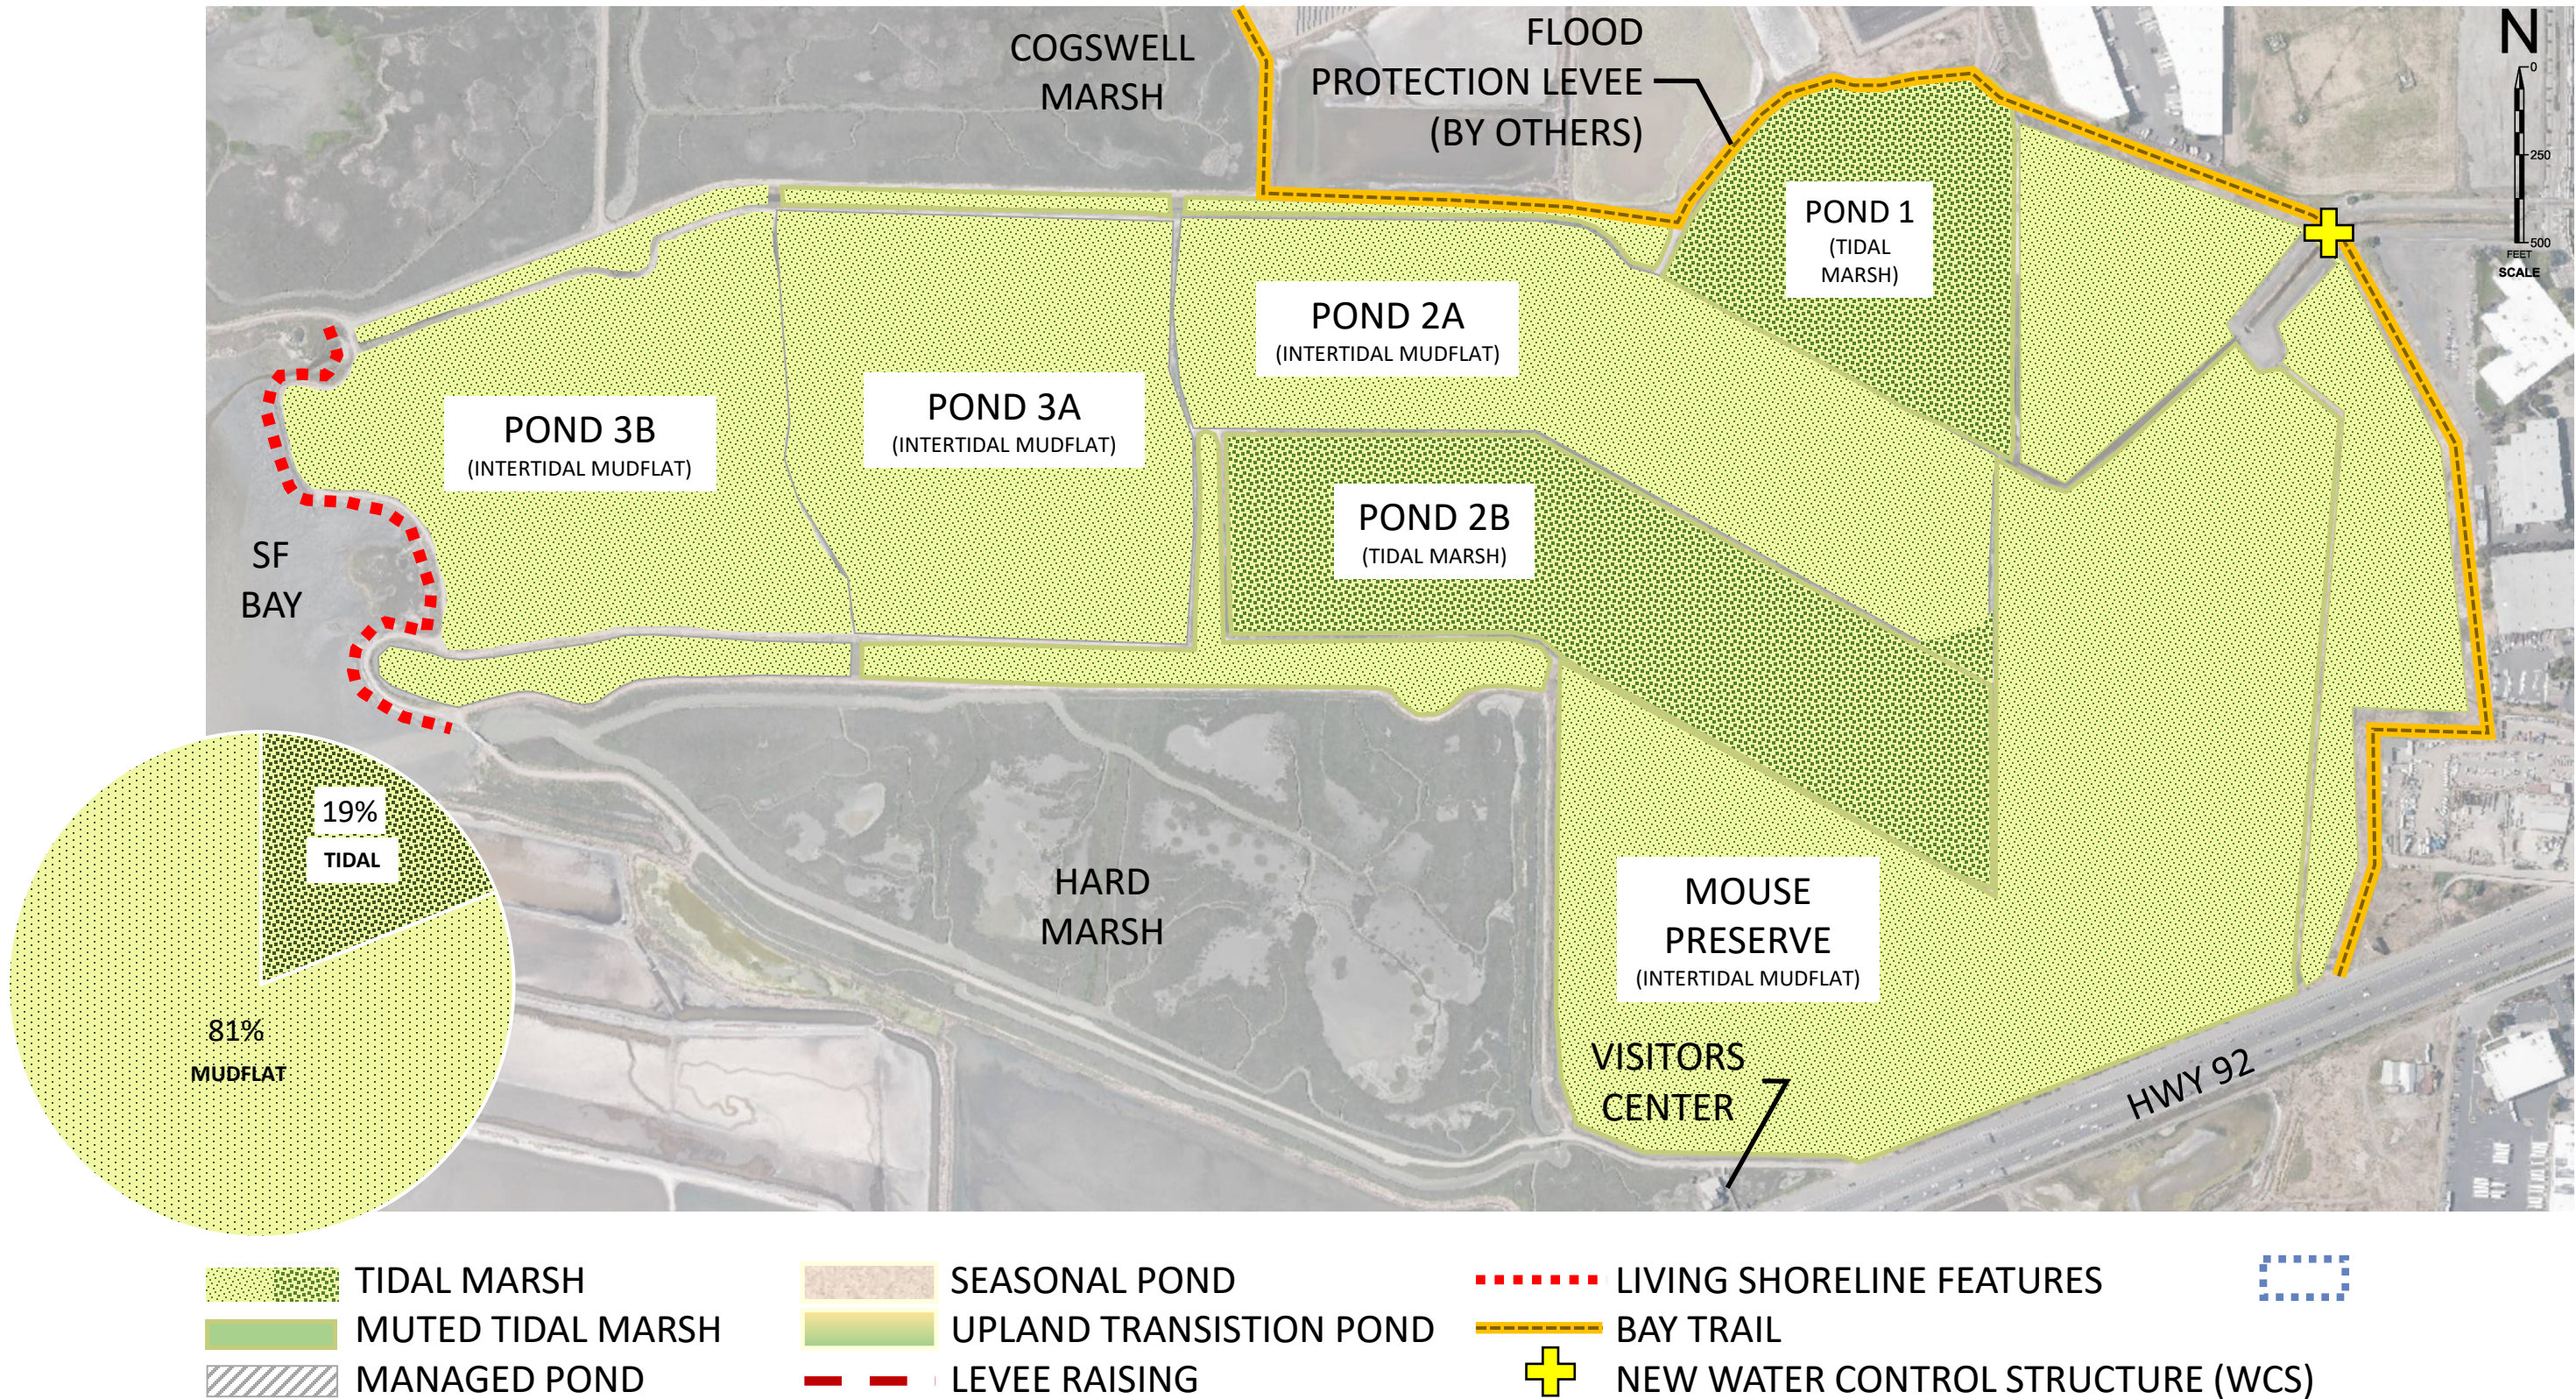 COGSWELL
MARSH
FLOOD
PROTECTION LEVEE
(BY OTHERS)
N
0
250
500
FEET
SCALE
POND 1
(TIDAL
MARSH)
POND 2A
(INTERTIDAL MUDFLAT)
POND 3A
(INTERTIDAL MUDFLAT)
POND 3B
(INTERTIDAL MUDFLAT)
POND 2B
(TIDAL MARSH)
SF
BAY
HARD
MARSH
MOUSE
PRESERVE
(INTERTIDAL MUDFLAT)
VISITORS
CENTER
HWY 92
19%
TIDAL
81%
MUDFLAT
TIDAL MARSH
MUTED TIDAL MARSH
MANAGED POND
SEASONAL POND
UPLAND TRANSISTION POND
LEVEE RAISING
LIVING SHORELINE FEATURES
BAY TRAIL
NEW WATER CONTROL STRUCTURE (WCS)